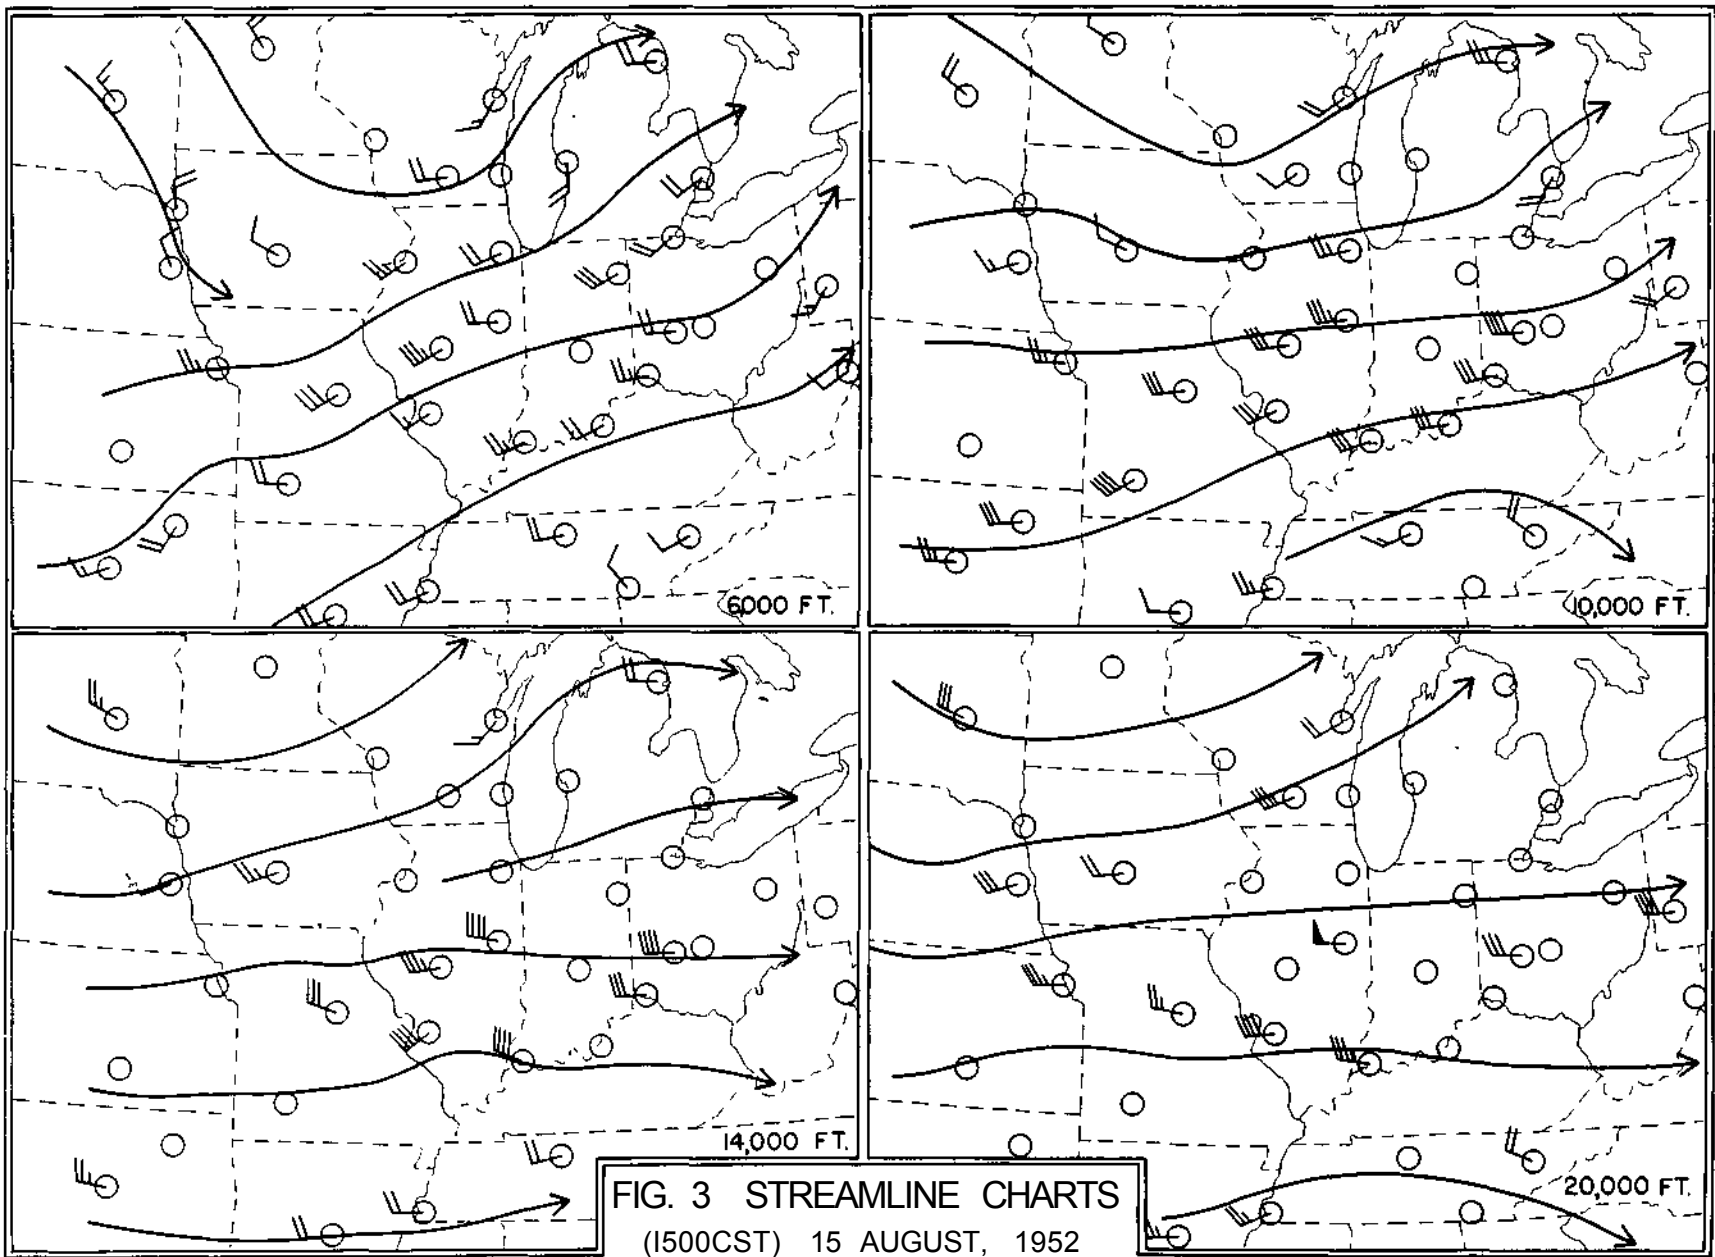 6000 FT.
10,000 FT.
14,000 FT.
20,000 FT.
FIG. 3 STREAMLINE CHARTS
(I500CST) 15 AUGUST, 1952